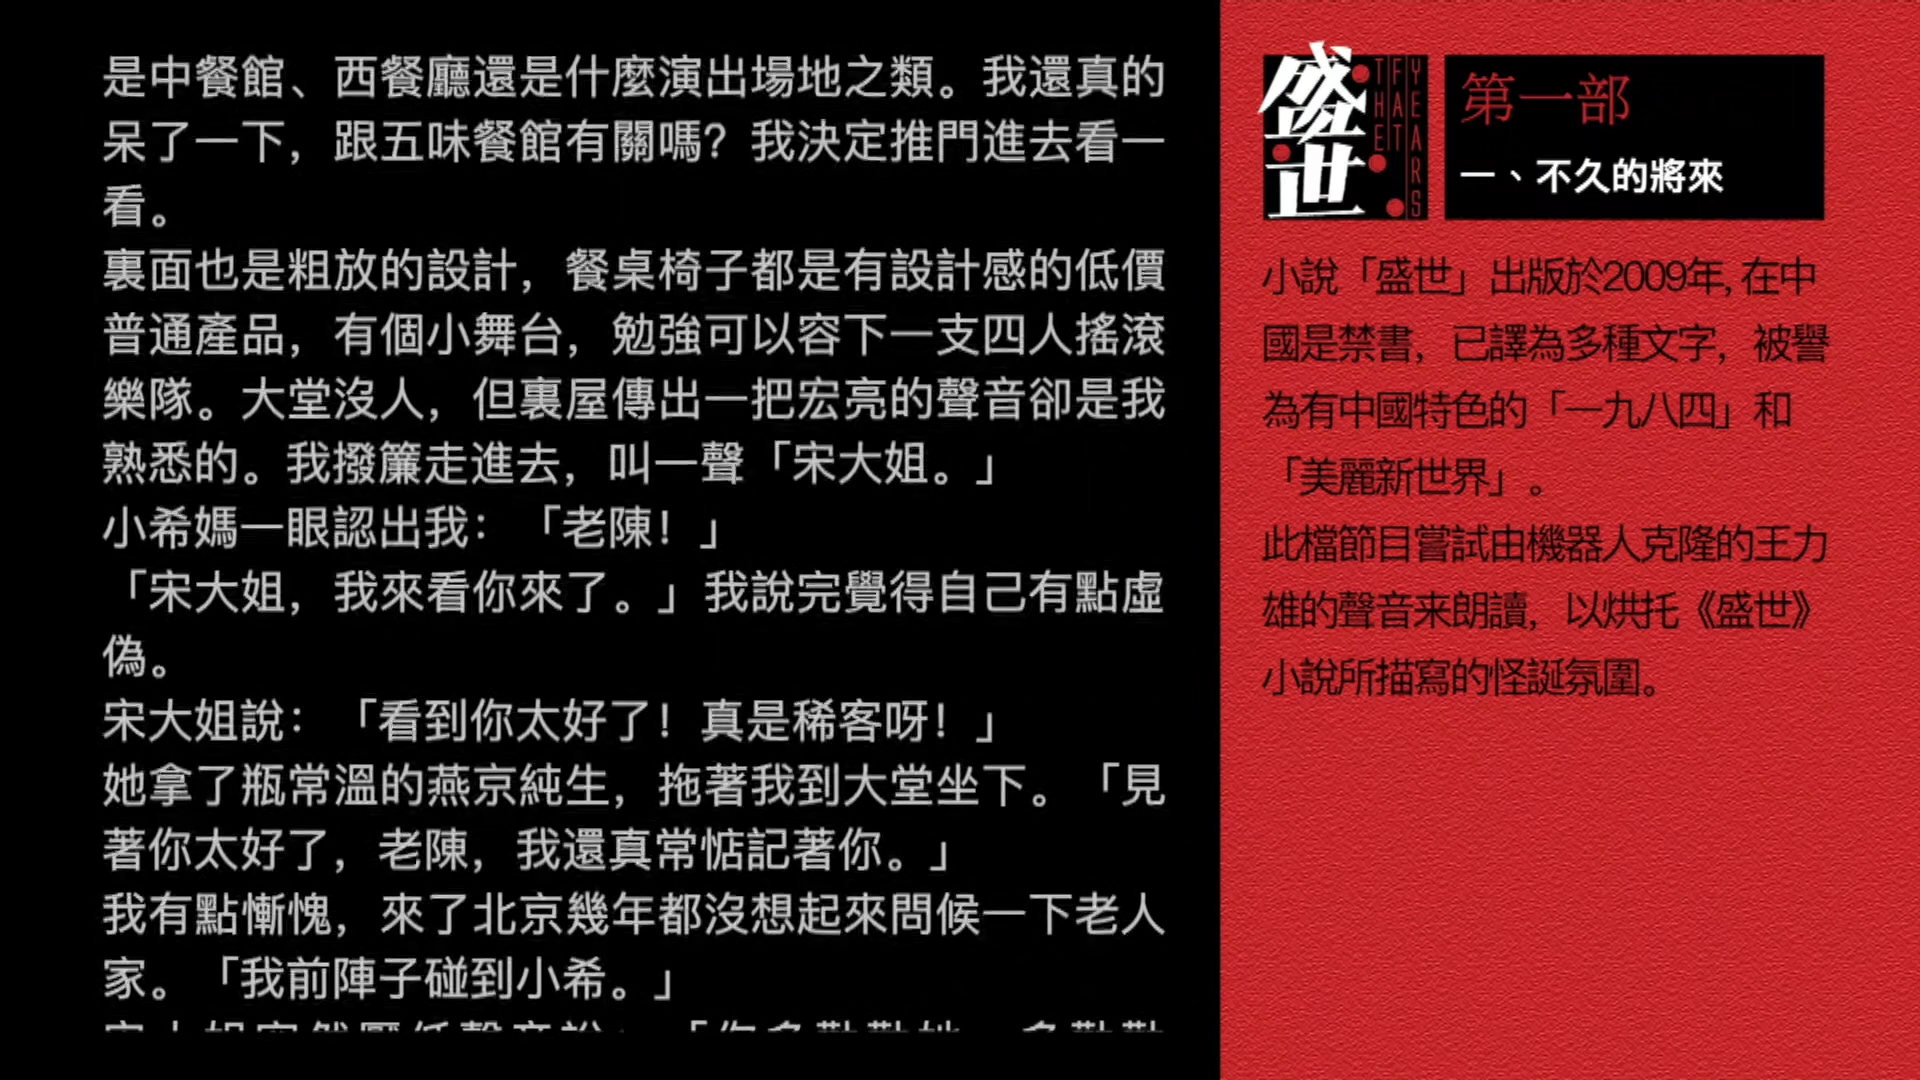 是中餐館、西餐廳還是什麼演出場地之類。我還真的
呆了一下，跟五味餐館有關嗎？我決定推門進去看一
看。
裏面也是粗放的設計，餐桌椅子都是有設計感的低價
普通產品，有個小舞台，勉強可以容下一支四人搖滾
樂隊。大堂沒人，但裏屋傳出一把宏亮的聲音卻是我
熟悉的。我撥簾走進去，叫一聲「宋大姐。」
小希媽一眼認出我：「老陳！」
「宋大姐，我來看你來了。」我說完覺得自己有點虛
偽。
宋大姐說：「看到你太好了！真是稀客呀！」
她拿了瓶常溫的燕京純生，拖著我到大堂坐下。「見
著你太好了，老陳，我還真常惦記著你。」
我有點慚愧，來了北京幾年都沒想起來問候一下老人
家。「我前陣子碰到小希。」
盛世
THE
FAT
YEARS
第一部
一、不久的將來
小說「盛世」出版於2009年, 在中
國是禁書，已譯為多種文字，被譽
為有中國特色的「一九八四」和
「美麗新世界」。
此檔節目嘗試由機器人克隆的王力
雄的聲音来朗讀，以烘托《盛世》
小說所描寫的怪誕氛圍。